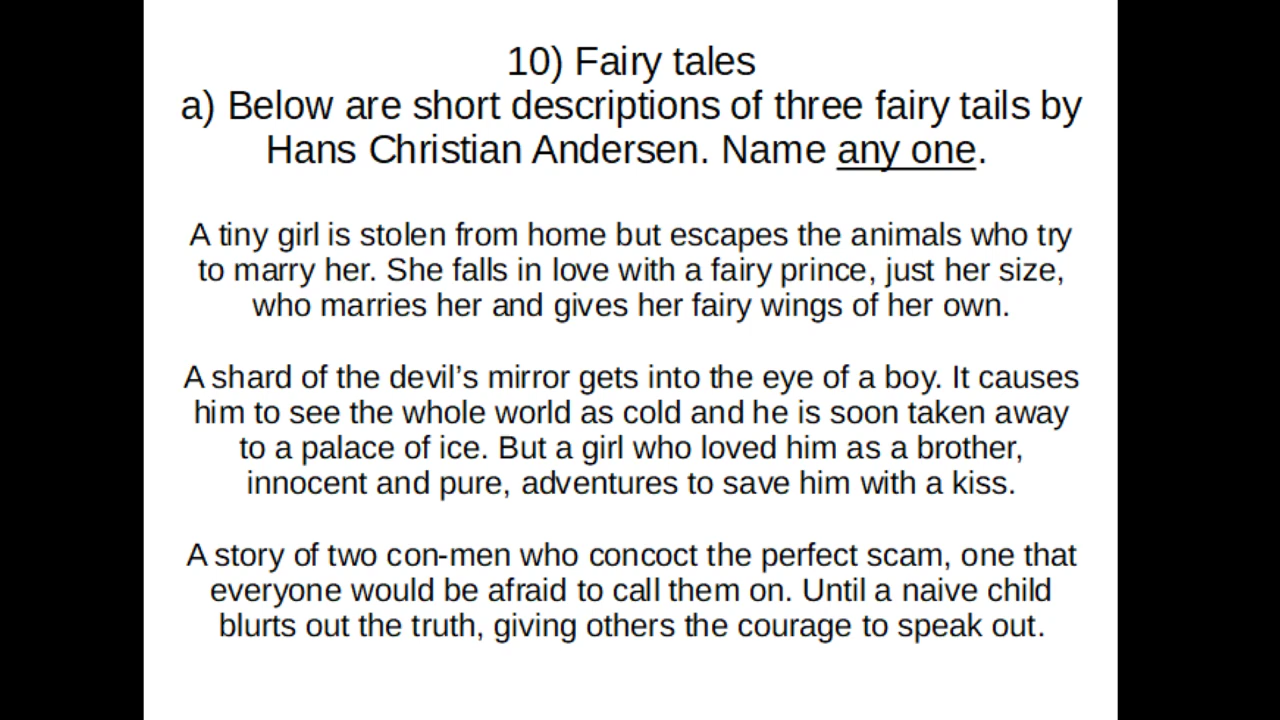 10) Fairy tales
a) Below are short descriptions of three fairy tails by
Hans Christian Andersen. Name any one.
A tiny girl is stolen from home but escapes the animals who try
to marry her. She falls in love with a fairy prince, just her size,
who marries her and gives her fairy wings of her own.
A shard of the devil’s mirror gets into the eye of a boy. It causes
him to see the whole world as cold and he is soon taken away
to a palace of ice. But a girl who loved him as a brother,
innocent and pure, adventures to save him with a kiss.
A story of two con-men who concoct the perfect scam, one that
everyone would be afraid to call them on. Until a naive child
blurts out the truth, giving others the courage to speak out.